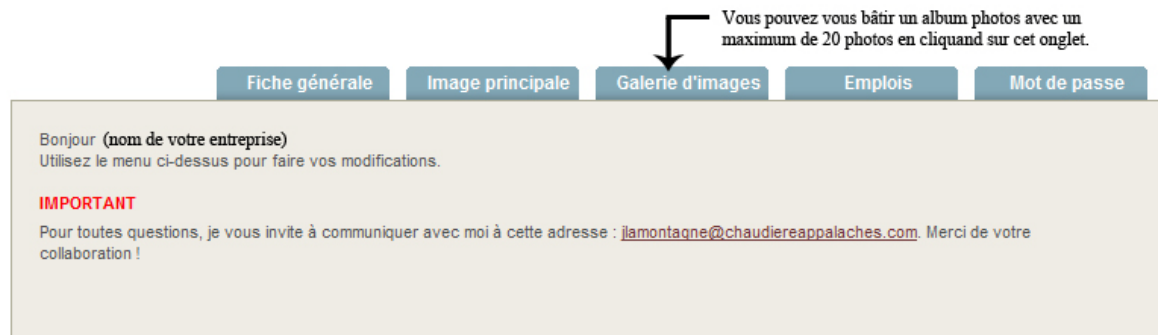 Vous pouvez vous bâtir un album photos avec un
maximum de 20 photos en cliquand sur cet onglet.
Fiche générale Image principale Galerie d'images Emplois Mot de passe
Bonjour (nom de votre entreprise)
Utilisez le menu ci-dessus pour faire vos modifications.
IMPORTANT
Pour toutes questions, je vous invite à communiquer avec moi à cette adresse : jlamontagne@chaudiereappalaches.com. Merci de votre
collaboration !